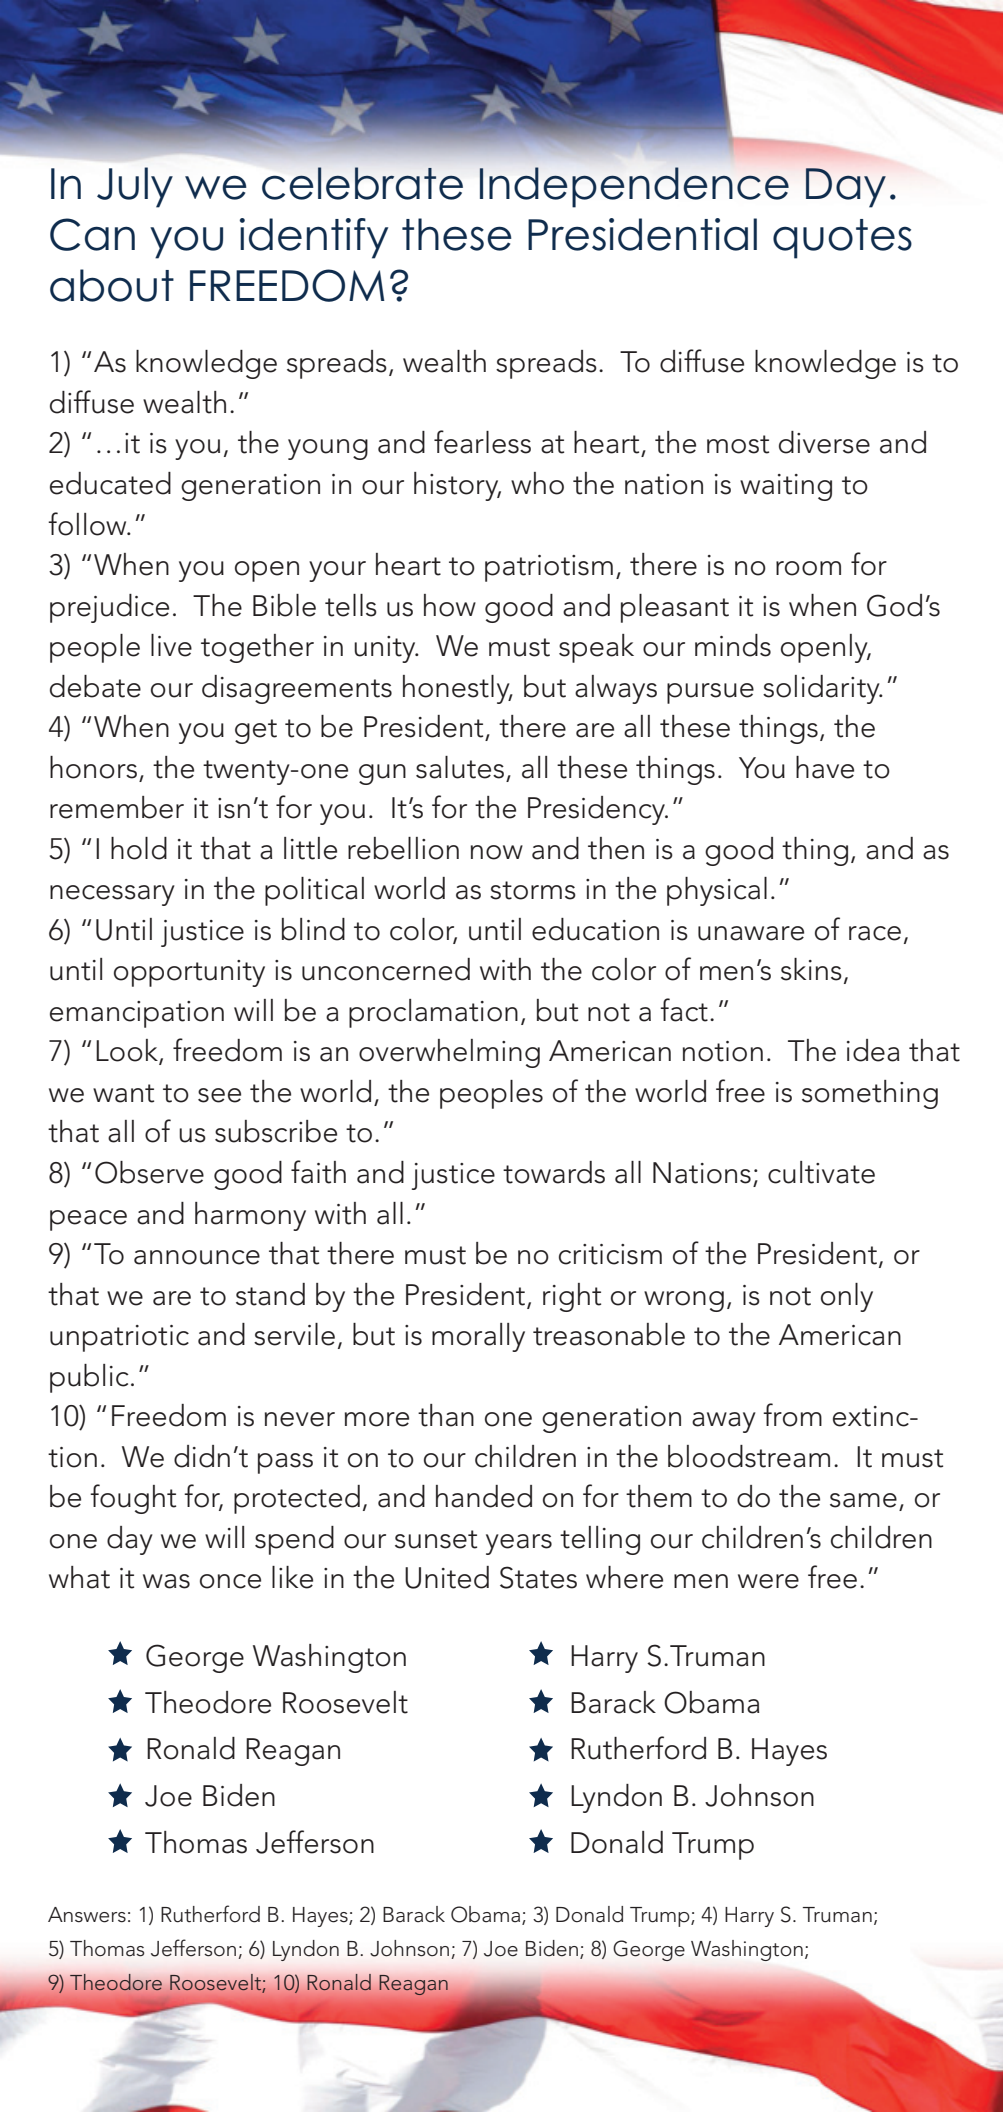 In July we celebrate Independence Day.
Can you identify these Presidential quotes
about FREEDOM?
1) “As knowledge spreads, wealth spreads.  To diffuse knowledge is to
diffuse wealth.”
2) “…it is you, the young and fearless at heart, the most diverse and
educated generation in our history, who the nation is waiting to
follow.”
3) “When you open your heart to patriotism, there is no room for
prejudice.  The Bible tells us how good and pleasant it is when God’s
people live together in unity.  We must speak our minds openly,
debate our disagreements honestly, but always pursue solidarity.”
4) “When you get to be President, there are all these things, the
honors, the twenty-one gun salutes, all these things.  You have to
remember it isn’t for you.  It’s for the Presidency.”
5) “I hold it that a little rebellion now and then is a good thing, and as
necessary in the political world as storms in the physical.”
6) “Until justice is blind to color, until education is unaware of race,
until opportunity is unconcerned with the color of men’s skins,
emancipation will be a proclamation, but not a fact.”
7) “Look, freedom is an overwhelming American notion.  The idea that
we want to see the world, the peoples of the world free is something
that all of us subscribe to.”
8) “Observe good faith and justice towards all Nations; cultivate
peace and harmony with all.”
9) “To announce that there must be no criticism of the President, or
that we are to stand by the President, right or wrong, is not only
unpatriotic and servile, but is morally treasonable to the American
public.”
10) “Freedom is never more than one generation away from extinc-
tion.  We didn’t pass it on to our children in the bloodstream.  It must
be fought for, protected, and handed on for them to do the same, or
one day we will spend our sunset years telling our children’s children
what it was once like in the United States where men were free.”
George Washington
Theodore Roosevelt
Ronald Reagan
Joe Biden
Thomas Jefferson
Harry S.Truman
Barack Obama
Rutherford B. Hayes
Lyndon B. Johnson
Donald Trump
Answers: 1) Rutherford B. Hayes; 2) Barack Obama; 3) Donald Trump; 4) Harry S. Truman;
5) Thomas Jefferson; 6) Lyndon B. Johnson; 7) Joe Biden; 8) George Washington;
9) Theodore Roosevelt; 10) Ronald Reagan